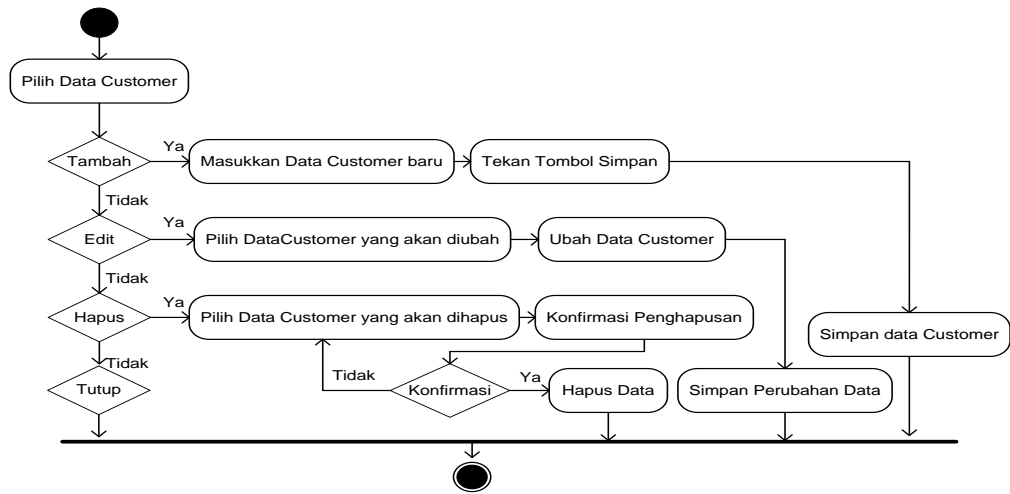 Pilih Data Customer
Tambah
Ya
Masukkan Data Customer baru
Tekan Tombol Simpan
Tidak
Edit
Ya
Pilih DataCustomer yang akan diubah
Ubah Data Customer
Tidak
Hapus
Ya
Pilih Data Customer yang akan dihapus
Konfirmasi Penghapusan
Simpan data Customer
Tidak
Tutup
Tidak
Konfirmasi
Ya
Hapus Data
Simpan Perubahan Data